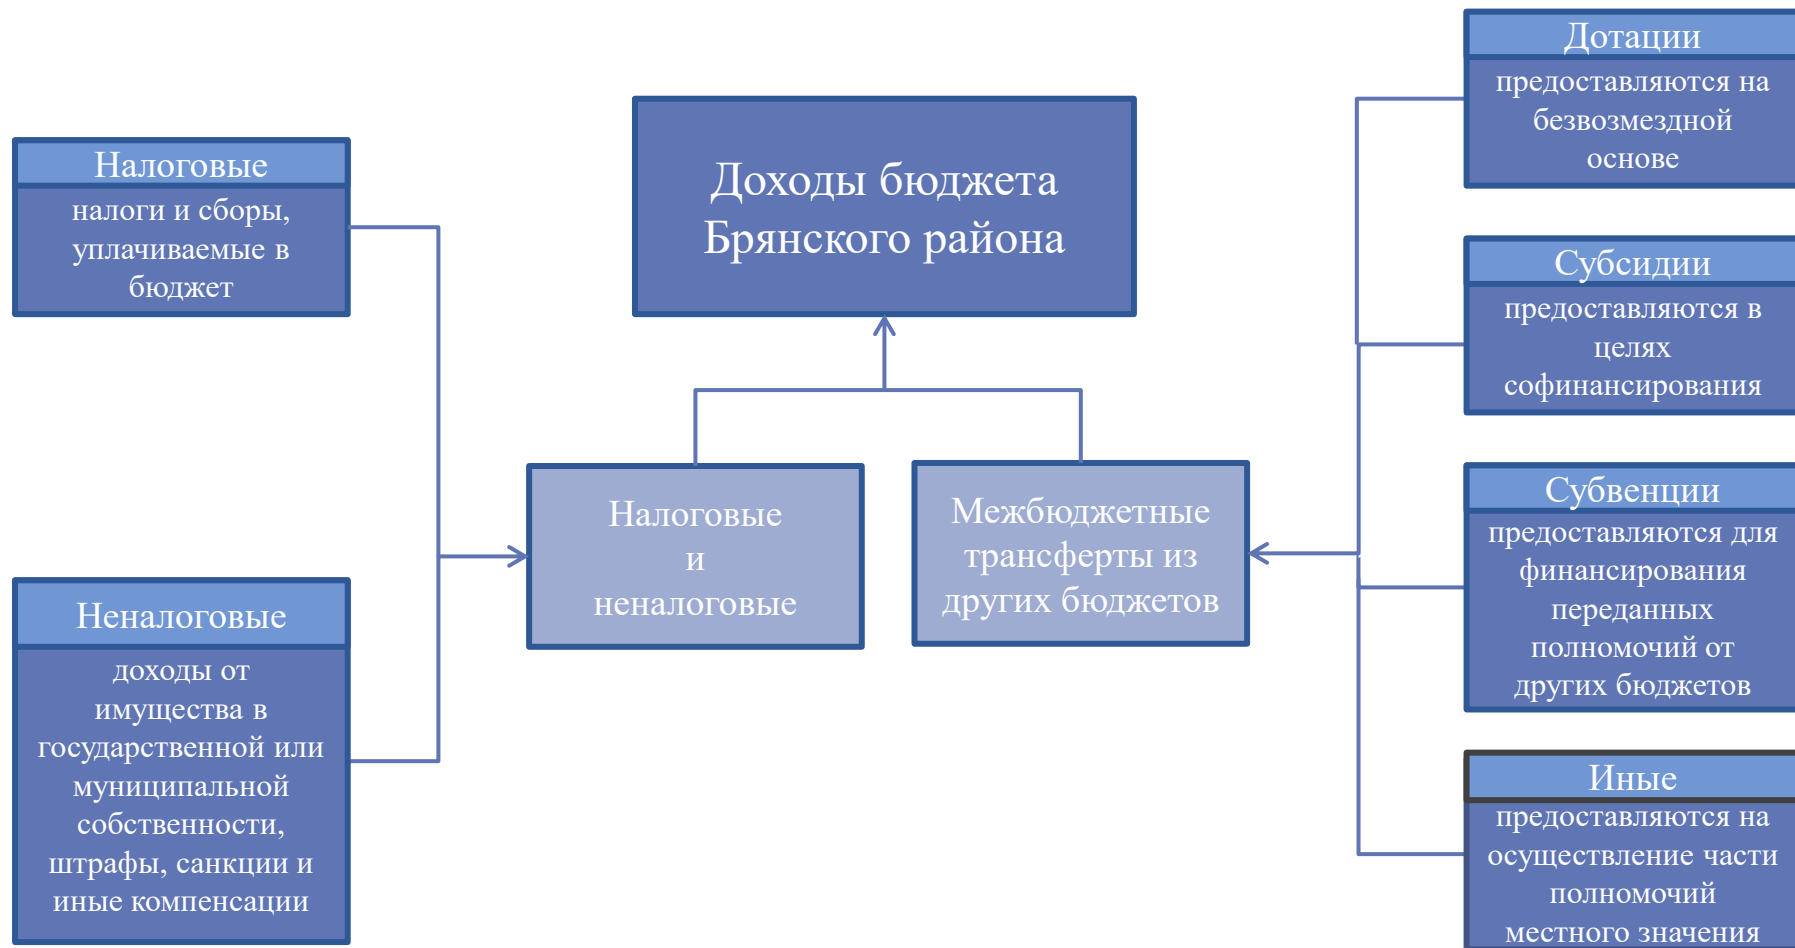 Доходы бюджета
Брянского района
Налоговые
налоги и сборы,
уплачиваемые в
бюджет
Неналоговые
доходы от
имущества в
государственной или
муниципальной
собственности,
штрафы, санкции и
иные компенсации
Налоговые
и
неналоговые
Межбюджетные
трансферты из
других бюджетов
Дотации
предоставляются на
безвозмездной
основе
Субсидии
предоставляются в
целях
софинансирования
Субвенции
предоставляются для
финансирования
переданных
полномочий от
других бюджетов
Иные
предоставляются на
осуществление части
полномочий
местного значения